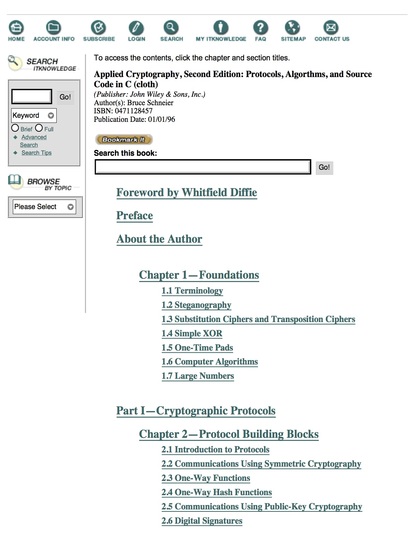 HOME ACCOUNT INFO SUBSCRIBE LOGIN SEARCH MY ITKNOWLEDGE FAQ SITEMAP CONTACT US
SEARCH
ITKNOWLEDGE
Go!
Keyword
Brief Full
Advanced
Search
Search Tips
BROWSE
BY TOPIC
Please Select
To access the contents, click the chapter and section titles.
Applied Cryptography, Second Edition: Protocols, Algorthms, and Source
Code in C (cloth)
(Publisher: John Wiley & Sons, Inc.)
Author(s): Bruce Schneier
ISBN: 0471128457
Publication Date: 01/01/96
Bookmark It
Search this book:
Go!
Foreword by Whitfield Diffie
Preface
About the Author
Chapter 1—Foundations
1.1 Terminology
1.2 Steganography
1.3 Substitution Ciphers and Transposition Ciphers
1.4 Simple XOR
1.5 One-Time Pads
1.6 Computer Algorithms
1.7 Large Numbers
Part I—Cryptographic Protocols
Chapter 2—Protocol Building Blocks
2.1 Introduction to Protocols
2.2 Communications Using Symmetric Cryptography
2.3 One-Way Functions
2.4 One-Way Hash Functions
2.5 Communications Using Public-Key Cryptography
2.6 Digital Signatures